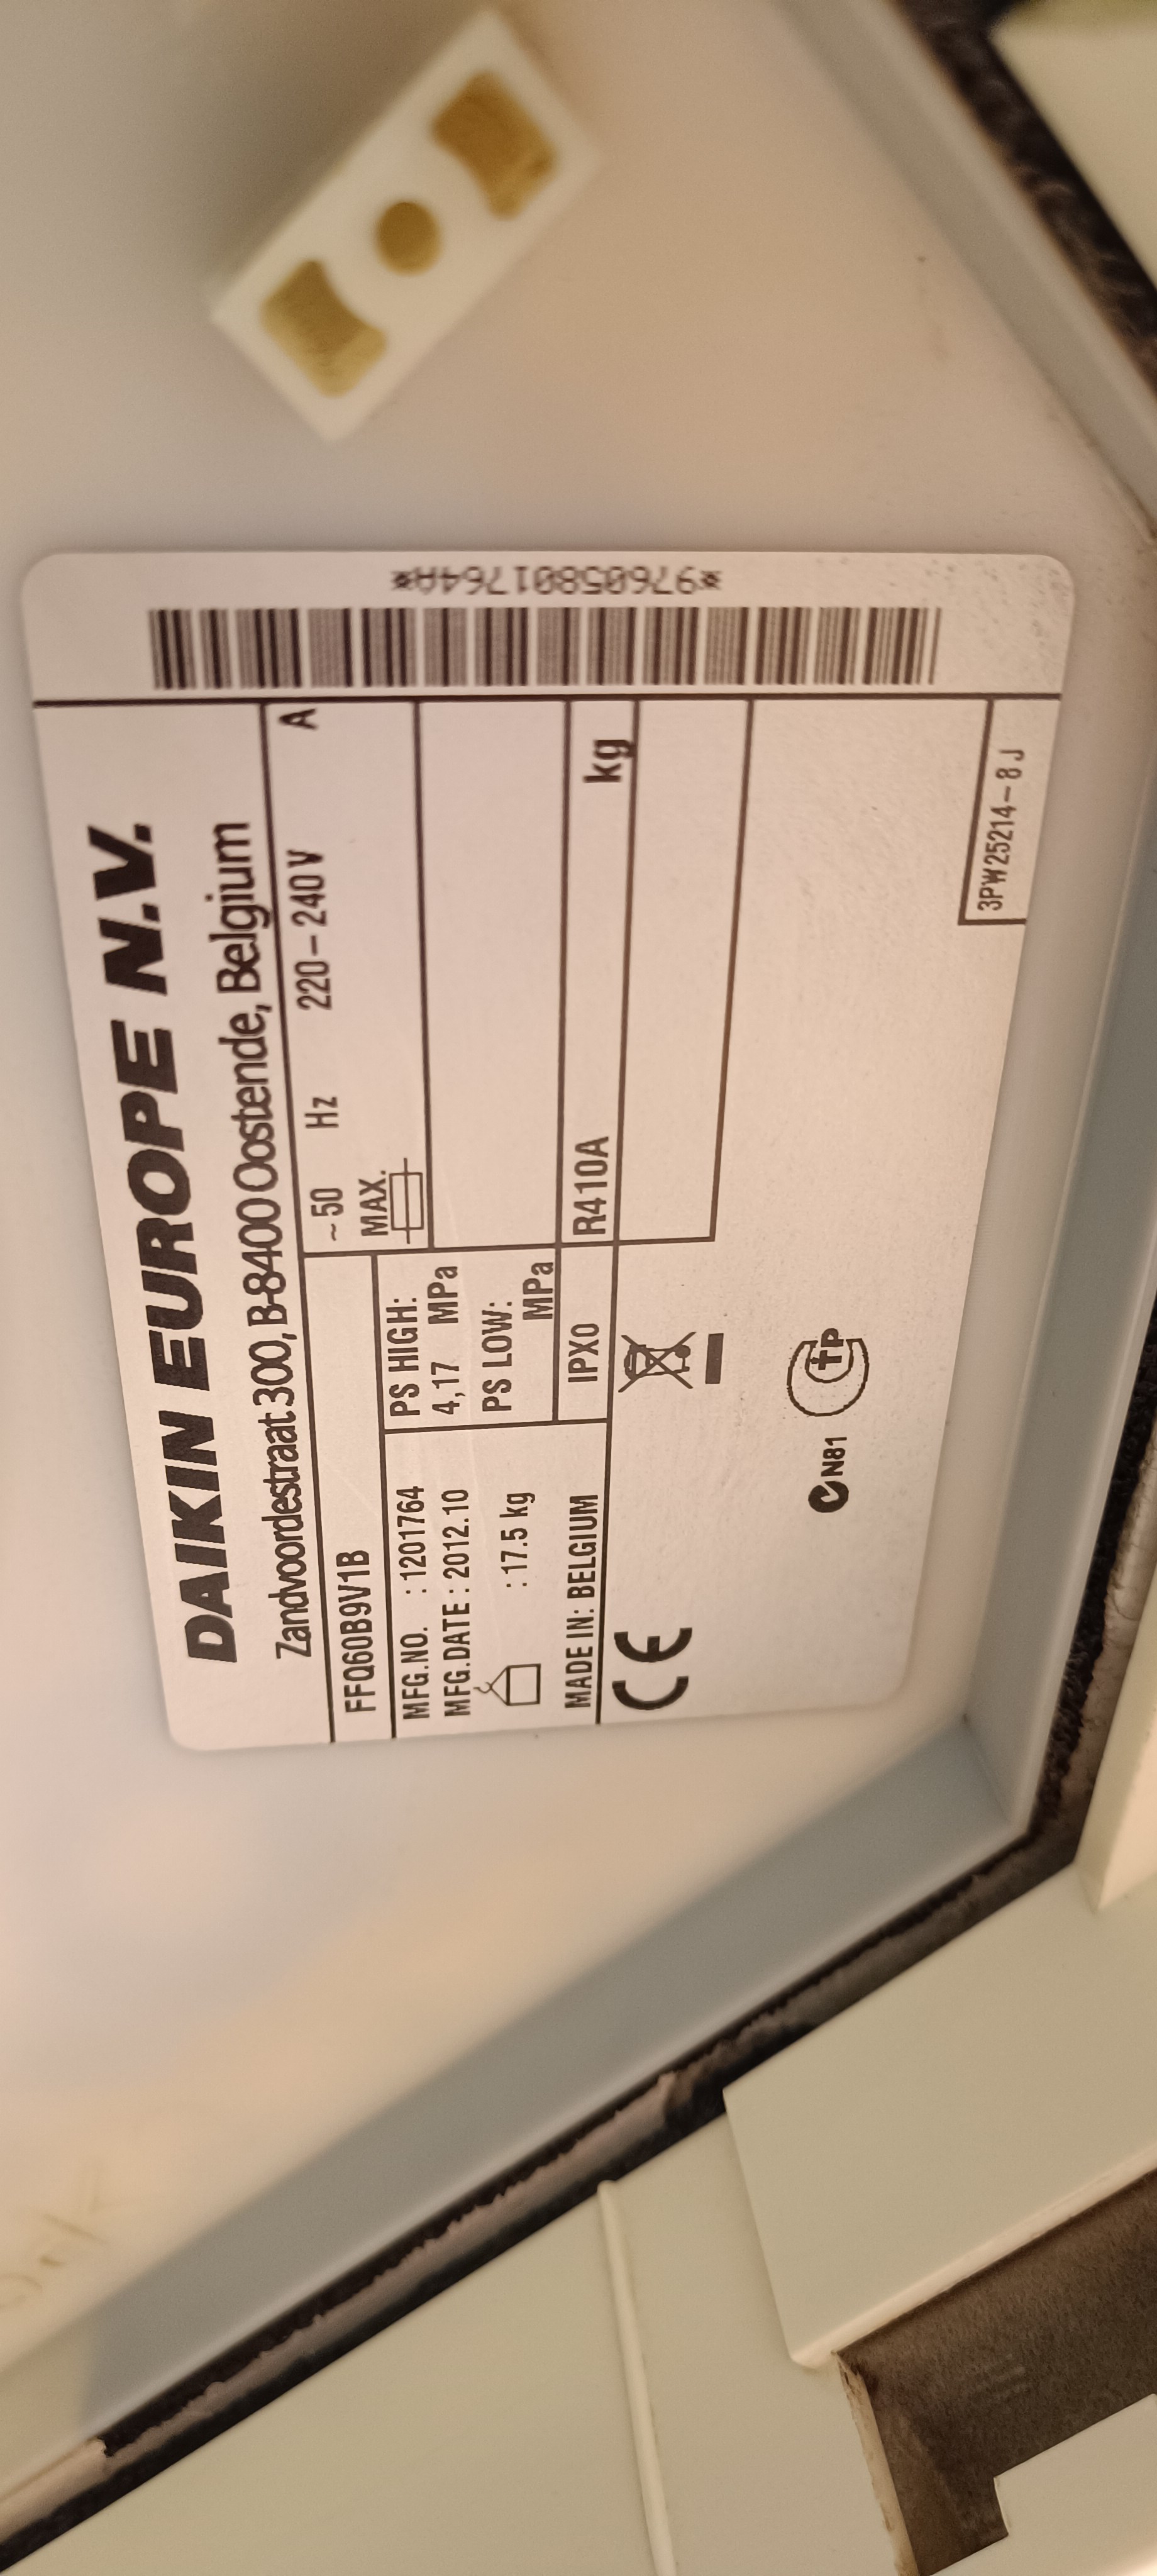 DAIKIN EUROPE N.V.
Zandvoordestraat 300, B-8400 Oostende, Belgium
FFQ60B9V1B
~50 Hz 220-240V A
MAX.
MFG.NO. : 1201764
MFG.DATE : 2012.10
: 17.5 kg
MADE IN: BELGIUM
PS HIGH:
4,17 MPa
PS LOW:
MPa
IPX0
R410A kg
CE
N81
3PW25214-8J
*97605801764A*